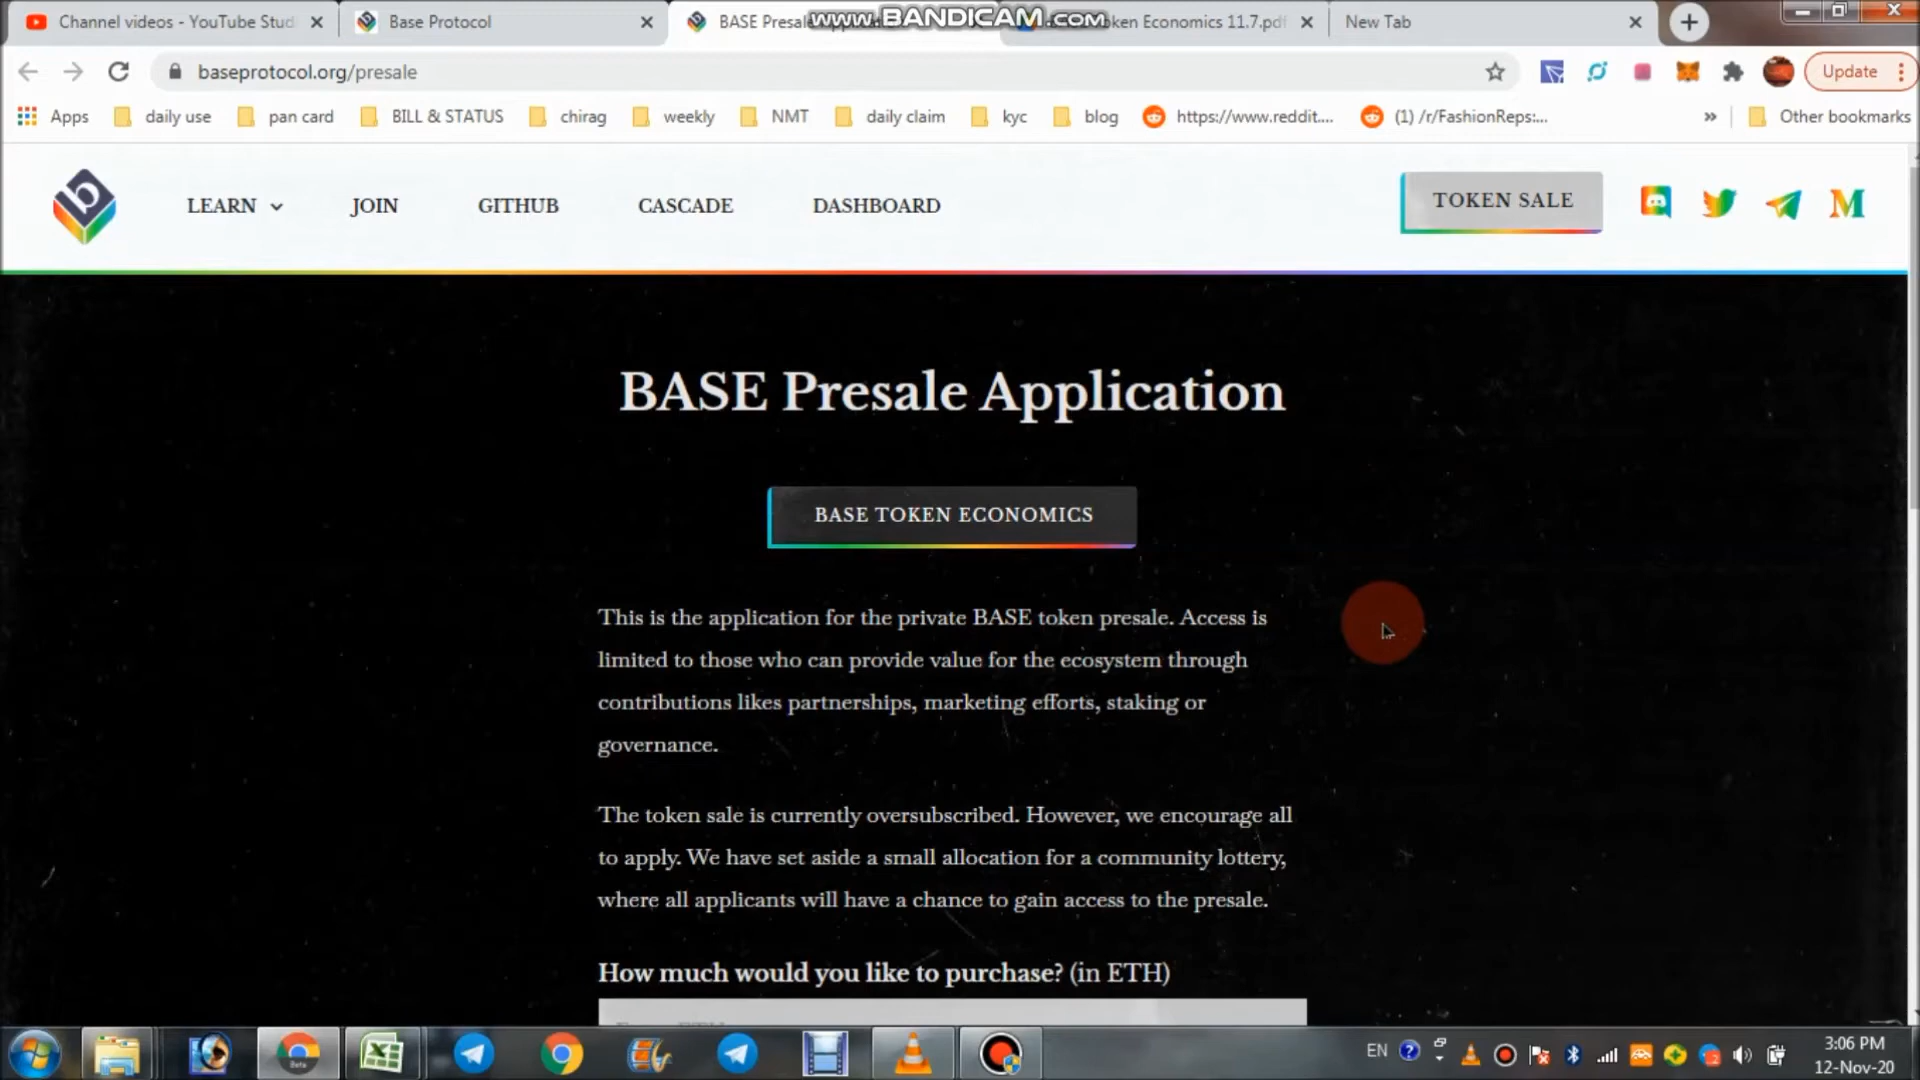 Channel videos - YouTube Stud
Base Protocol
BASE Presale
www.BANDICAM.com
Token Economics 11.7.pdf
New Tab
baseprotocol.org/presale
Update
Apps
daily use
pan card
BILL & STATUS
chirag
weekly
NMT
daily claim
kyc
blog
https://www.reddit....
(1) /r/FashionReps:...
»
Other bookmarks
LEARN
JOIN
GITHUB
CASCADE
DASHBOARD
TOKEN SALE
BASE Presale Application
BASE TOKEN ECONOMICS
This is the application for the private BASE token presale. Access is
limited to those who can provide value for the ecosystem through
contributions likes partnerships, marketing efforts, staking or
governance.
The token sale is currently oversubscribed. However, we encourage all
to apply. We have set aside a small allocation for a community lottery,
where all applicants will have a chance to gain access to the presale.
How much would you like to purchase? (in ETH)
Beta
EN
3:06 PM
12-Nov-20